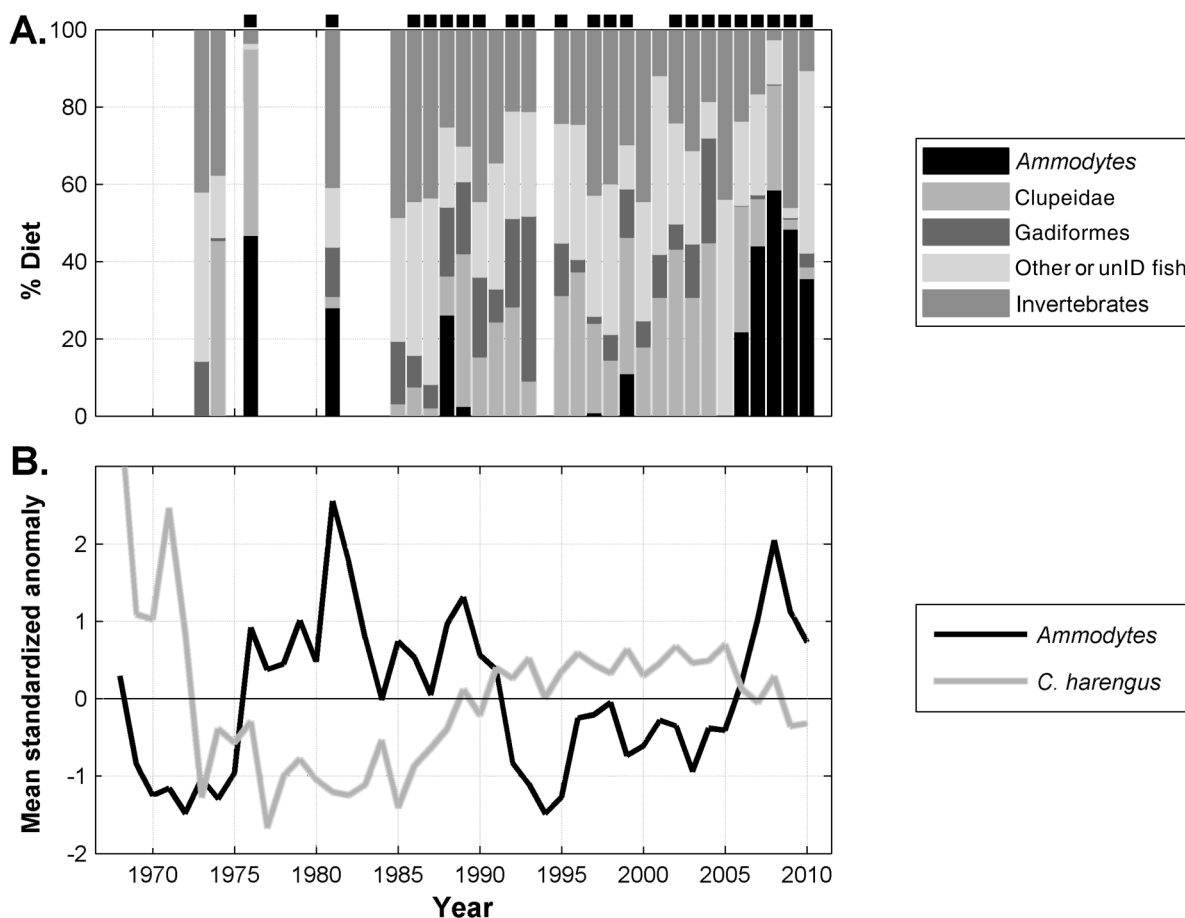 A.
100
80
60
40
20
0
% Diet
Ammodytes
Clupeidae
Gadiformes
Other or unID fish
Invertebrates
B.
2
1
0
-1
-2
Mean standardized anomaly
1970 1975 1980 1985 1990 1995 2000 2005 2010
Year
Ammodytes
C. harengus